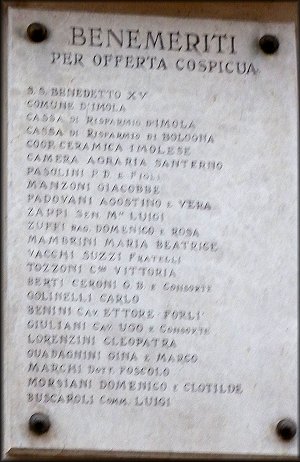 BENEMERITI
PER OFFERTA COSPICUA
S. S. BENEDETTO XV
COMUNE D'IMOLA
CASSA DI RISPARMIO D'IMOLA
CASSA DI RISPARMIO DI BOLOGNA
COOP. CERAMICA IMOLESE
CAMERA AGRARIA SANTERNO
PASOLINI P. D. E FIGLI
MANZONI GIACOBBE
PADOVANI AGOSTINO E VERA
ZAPPI SEN. Mse LUIGI
ZUFFI RAG. DOMENICO E ROSA
MAMBRINI MARIA BEATRICE
VACCHI SUZZI FRATELLI
TOZZONI Cssa VITTORIA
BERTI CERONI G B E CONSORTE
GOLINELLI CARLO
BENINI CAV ETTORE FORLI'
GIULIANI CAV UGO E CONSORTE
LORENZINI CLEOPATRA
GUADAGNINI GINA E MARCO
MARCHI DOTT. FOSCOLO
MORSIANI DOMENICO E CLOTILDE
BUSCAROLI COMM. LUIGI